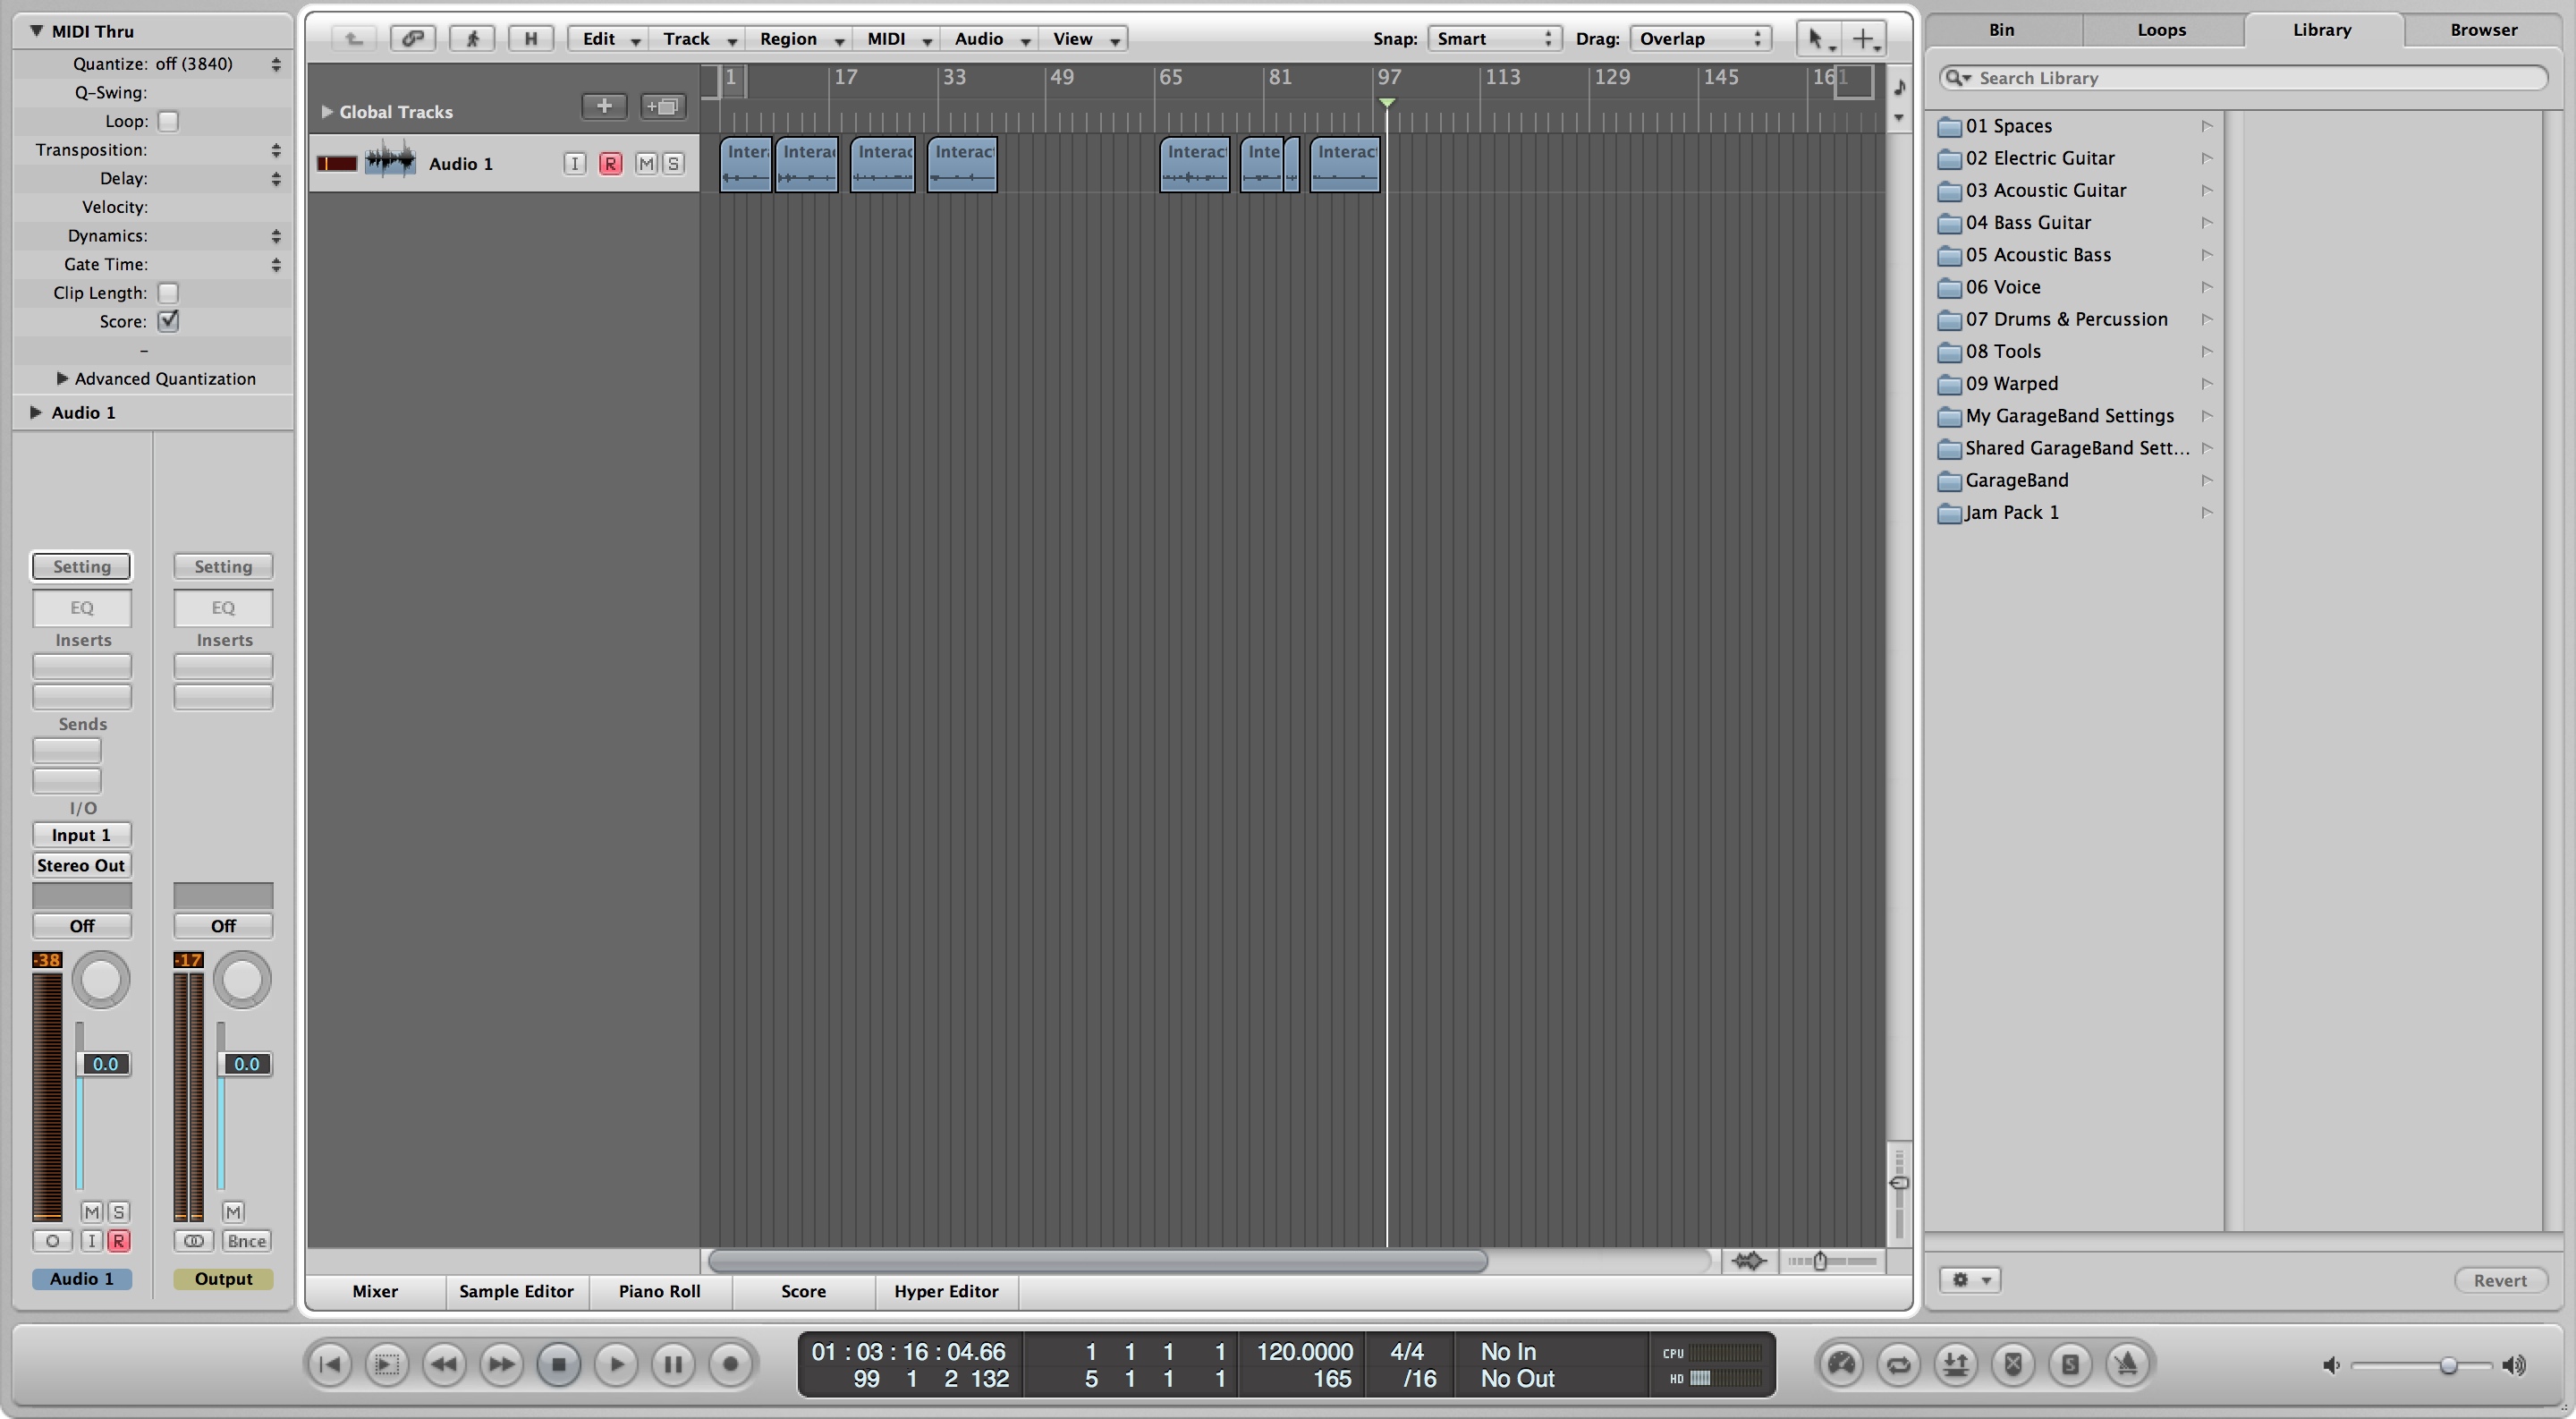 MIDI Thru
Quantize: off (3840)
Q-Swing:
Loop:
Transposition:
Delay:
Velocity:
Dynamics:
Gate Time:
Clip Length:
Score:
–
Advanced Quantization
Audio 1
Setting Setting
EQ EQ
Inserts Inserts
Sends
I/O
Input 1
Stereo Out
Off Off
-38 -17
0.0 0.0
M S M
I R Bnce
Audio 1 Output
H Edit Track Region MIDI Audio View Snap: Smart Drag: Overlap
1 17 33 49 65 81 97 113 129 145 161
Global Tracks
Audio 1 I R M S
Inter Intera Interac Interac Interac Inte Interac
Mixer Sample Editor Piano Roll Score Hyper Editor
Bin Loops Library Browser
Search Library
01 Spaces
02 Electric Guitar
03 Acoustic Guitar
04 Bass Guitar
05 Acoustic Bass
06 Voice
07 Drums & Percussion
08 Tools
09 Warped
My GarageBand Settings
Shared GarageBand Sett...
GarageBand
Jam Pack 1
Revert
01 : 03 : 16 : 04.66 1 1 1 1 120.0000 4/4 No In CPU
99 1 2 132 5 1 1 1 165 /16 No Out HD
S